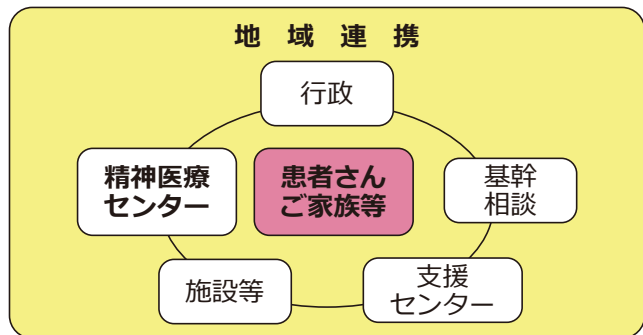 地域連携
行政
精神医療
センター
患者さん
ご家族等
基幹
相談
施設等
支援
センター